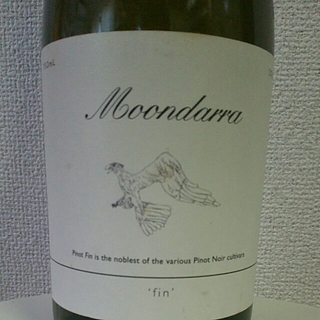 Moondarra
Pinot Fin is the noblest of the various Pinot Noir cultivars
'fin'